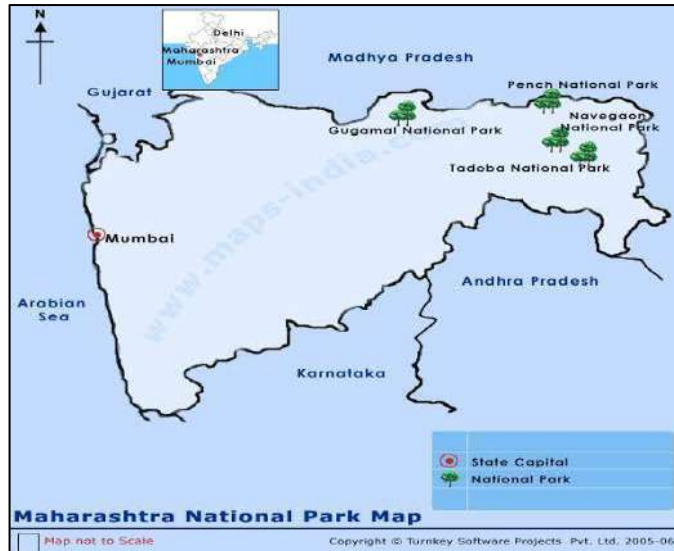 N
Delhi
Maharashtra
Mumbai
Madhya Pradesh
Gujarat
Pench National Park
Navegaon
National Park
Gugamal National Park
Tadoba National Park
www.maps-india.com
Mumbai
Andhra Pradesh
Arabian
Sea
Karnataka
State Capital
National Park
Maharashtra National Park Map
Map not to Scale
Copyright © Turnkey Software Projects Pvt. Ltd. 2005-06